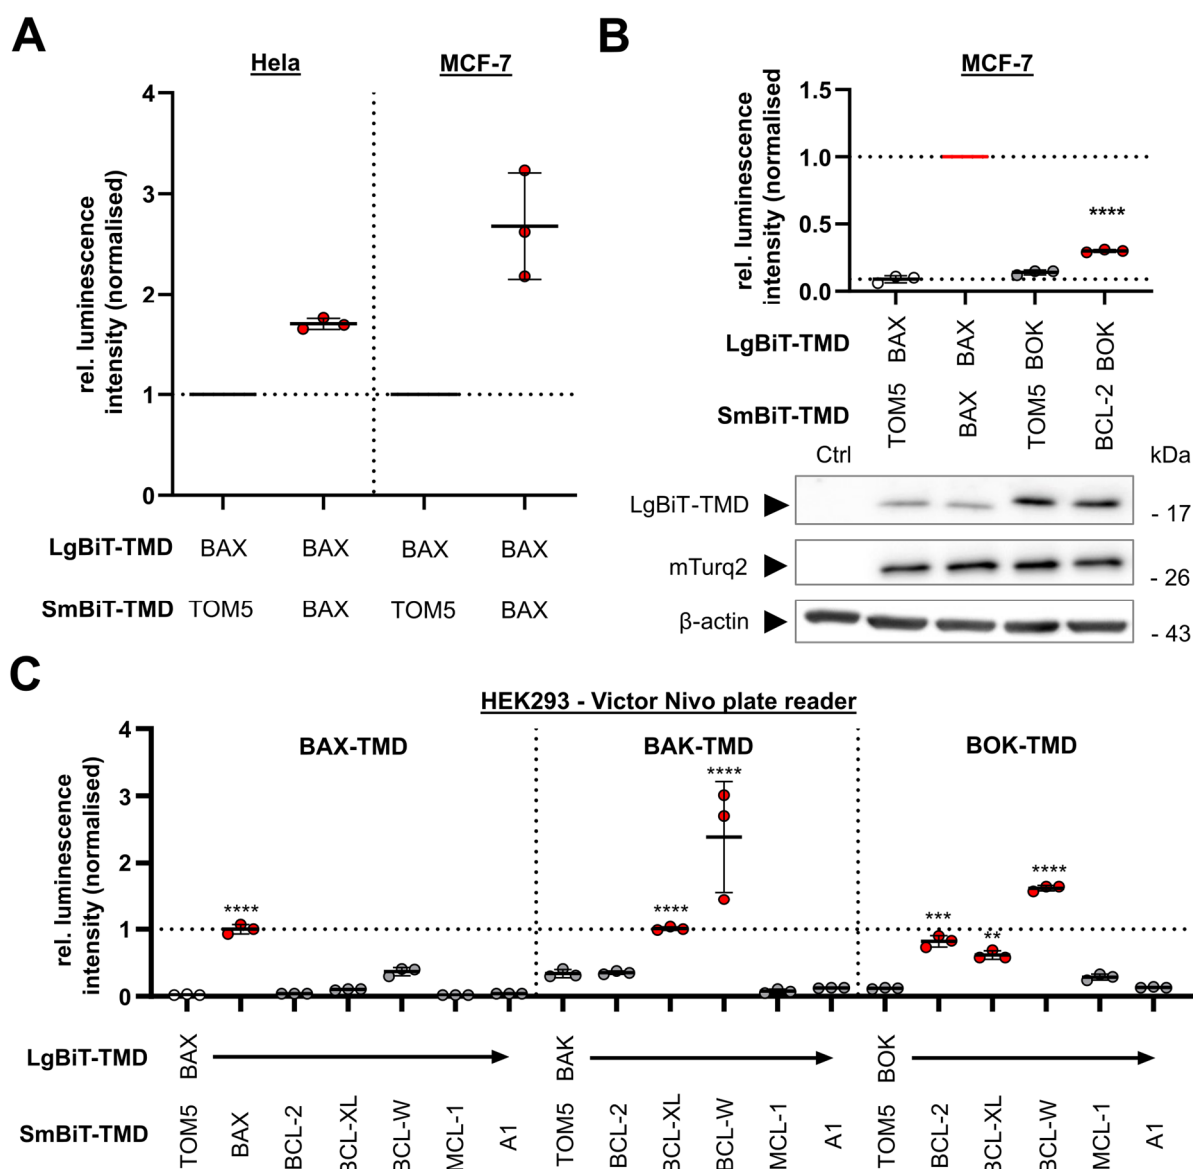 A
Hela
MCF-7
rel. luminescence
intensity (normalised)
4
3
2
1
0
LgBiT-TMD BAX BAX BAX BAX
SmBiT-TMD TOM5 BAX TOM5 BAX
B
MCF-7
rel. luminescence
intensity (normalised)
1.5
1.0
0.5
0.0
****
LgBiT-TMD BAX BAX BOK BOK
SmBiT-TMD TOM5 BAX TOM5 BCL-2
Ctrl
kDa
LgBiT-TMD
- 17
mTurq2
- 26
β-actin
- 43
C
HEK293 - Victor Nivo plate reader
rel. luminescence
intensity (normalised)
4
3
2
1
0
BAX-TMD
BAK-TMD
BOK-TMD
****
****
****
***
**
****
LgBiT-TMD BAX BAK BOK
SmBiT-TMD TOM5 BAX BCL-2 BCL-XL BCL-W MCL-1 A1 TOM5 BCL-2 BCL-XL BCL-W MCL-1 A1 TOM5 BCL-2 BCL-XL BCL-W MCL-1 A1